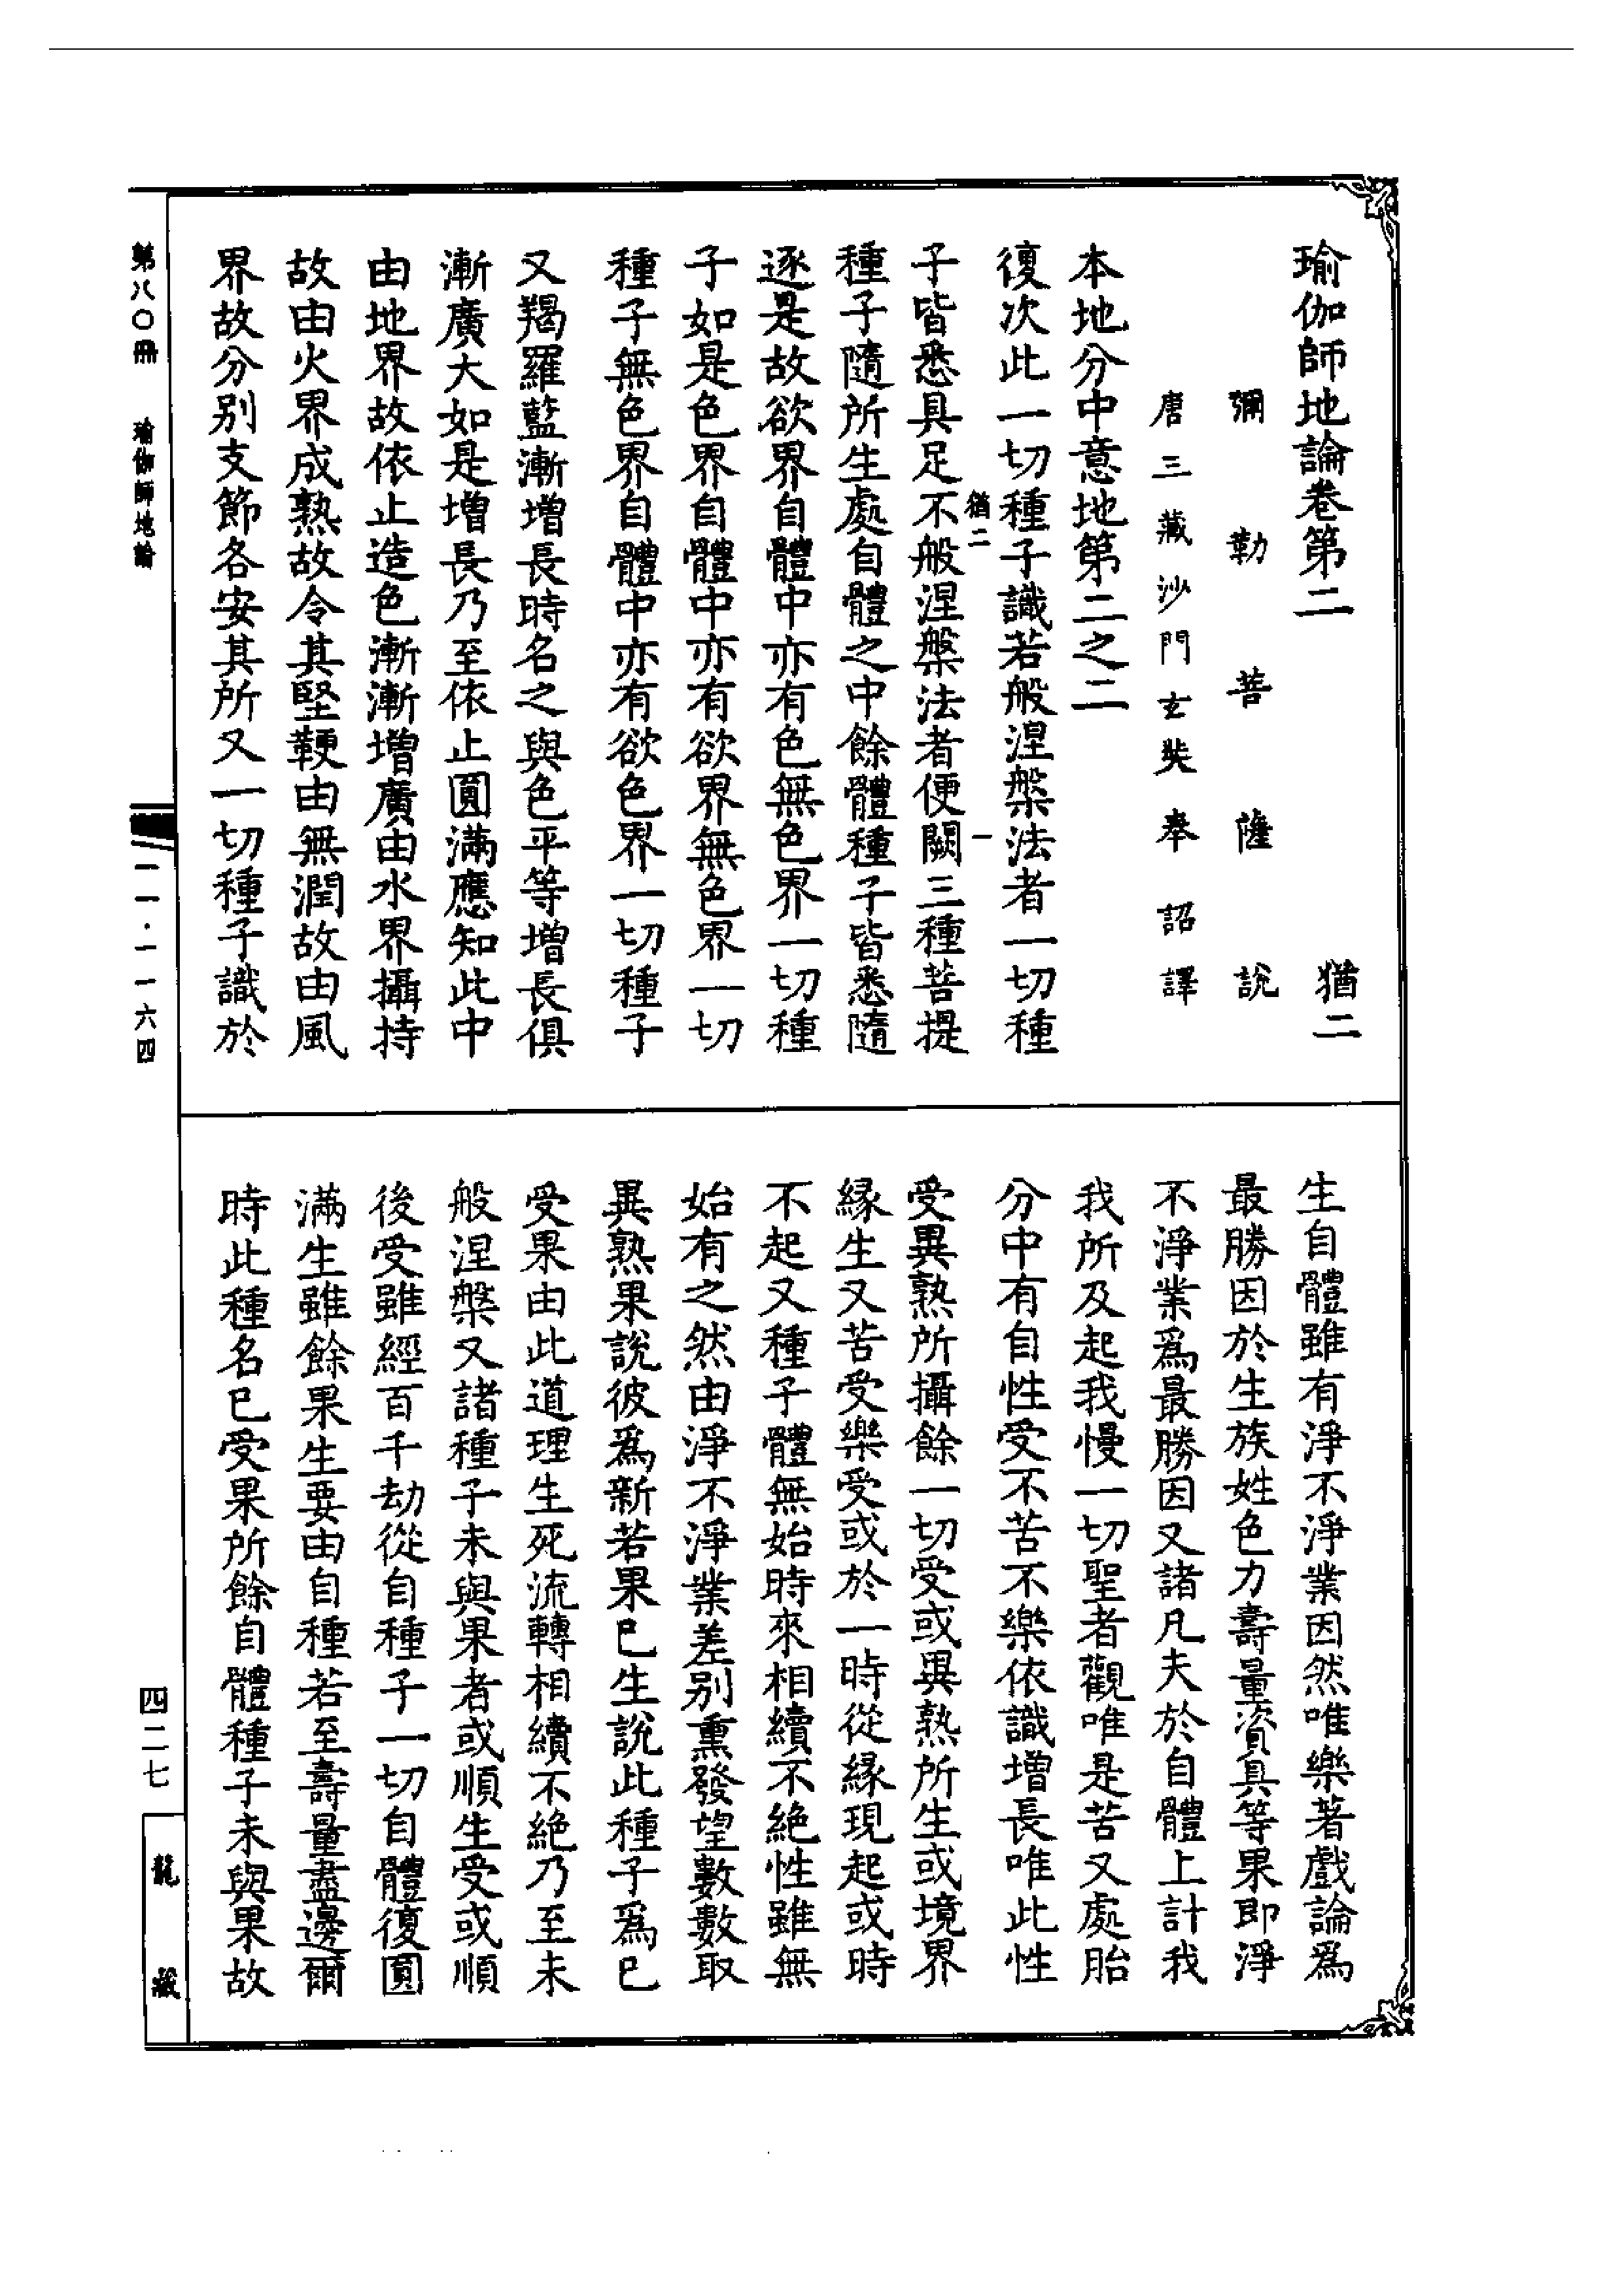 瑜伽師地論卷第二　猶二
彌勒菩薩說
唐三藏沙門玄奘奉詔譯
本地分中意地第二之二
復次此一切種子識若般涅槃法者一切種
猶二　一
子皆悉具足不般涅槃法者便闕三種菩提
種子隨所生處自體之中餘體種子皆悉隨
逐是故欲界自體中亦有色無色界一切種
子如是色界自體中亦有欲界無色界一切
種子無色界自體中亦有欲色界一切種子
又羯羅藍漸增長時名之與色平等增長俱
漸廣大如是增長乃至依止圓滿應知此中
由地界故依止造色漸漸增廣由水界攝持
故由火界成熟故令其堅鞕由無潤故由風
界故分別支節各安其所又一切種子識於
生自體雖有淨不淨業因然唯樂著戲論爲
最勝因於生族姓色力壽量資具等果即淨
不淨業爲最勝因又諸凡夫於自體上計我
我所及起我慢一切聖者觀唯是苦又處胎
分中有自性受不苦不樂依識增長唯此性
受異熟所攝餘一切受或異熟所生或境界
緣生又苦受樂受或於一時從緣現起或時
不起又種子體無始時來相續不絕性雖無
始有之然由淨不淨業差別熏發望數數取
異熟果說彼爲新若果已生說此種子爲已
受果由此道理生死流轉相續不絕乃至未
般涅槃又諸種子未與果者或順生受或順
後受雖經百千劫從自種子一切自體復圓
滿生雖餘果生要由自種若至壽量盡邊爾
時此種名已受果所餘自體種子未與果故
第八〇冊　瑜伽師地論
一一·一一六四
四二七
龍藏